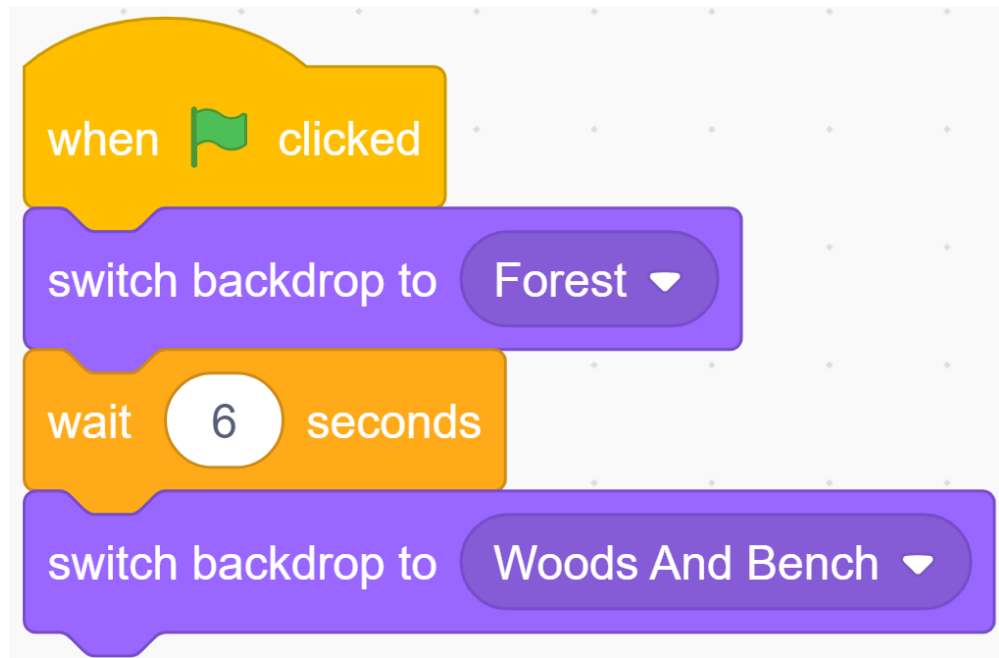 when clicked
switch backdrop to Forest
wait 6 seconds
switch backdrop to Woods And Bench